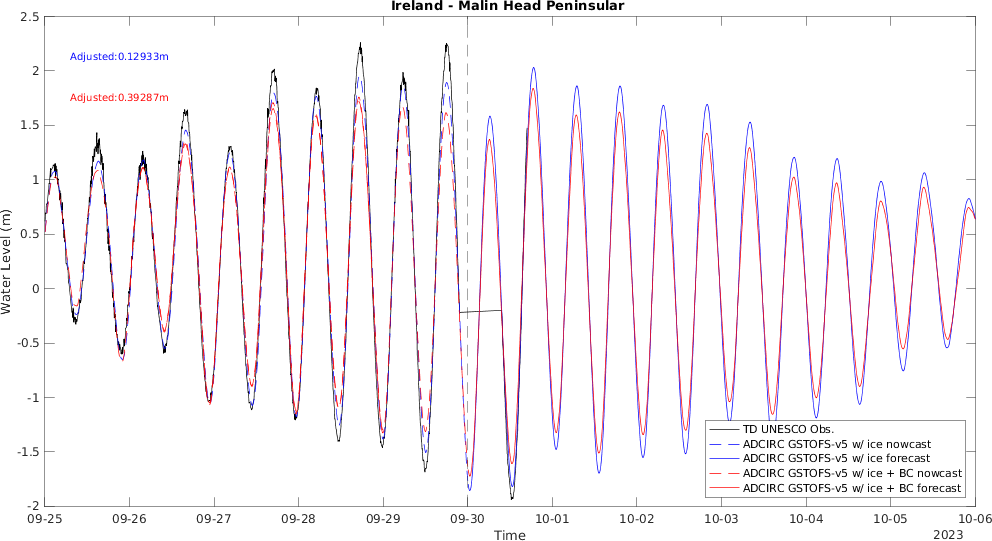 Ireland - Malin Head Peninsular
2.5
2
1.5
1
0.5
0
-0.5
-1
-1.5
-2
Water Level (m)
Adjusted:0.12933m
Adjusted:0.39287m
TD UNESCO Obs.
ADCIRC GSTOFS-v5 w/ ice nowcast
ADCIRC GSTOFS-v5 w/ ice forecast
ADCIRC GSTOFS-v5 w/ ice + BC nowcast
ADCIRC GSTOFS-v5 w/ ice + BC forecast
09-25 09-26 09-27 09-28 09-29 09-30 10-01 10-02 10-03 10-04 10-05 10-06
Time
2023